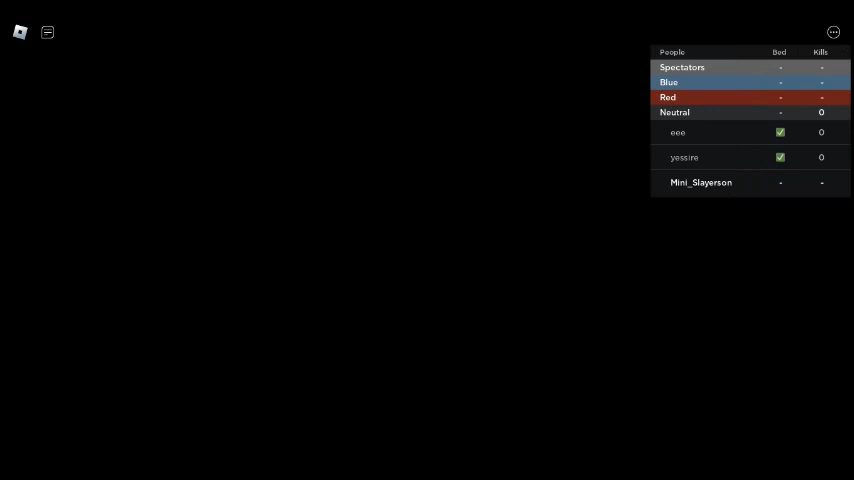 People Bed Kills
Spectators - -
Blue - -
Red - -
Neutral - 0
eee ✅ 0
yessire ✅ 0
Mini_Slayerson - -